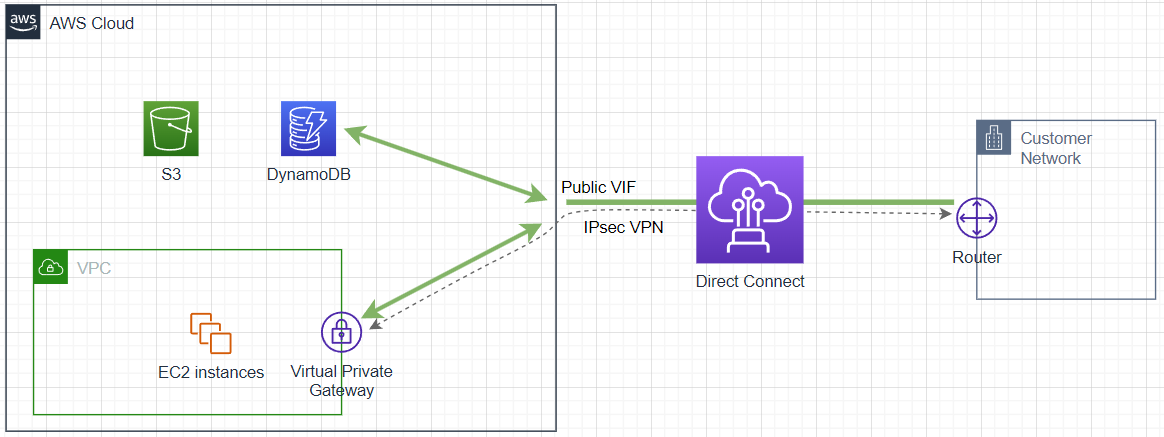 aws
AWS Cloud
S3
DynamoDB
Public VIF
IPsec VPN
Direct Connect
Customer
Network
Router
VPC
EC2 instances
Virtual Private
Gateway